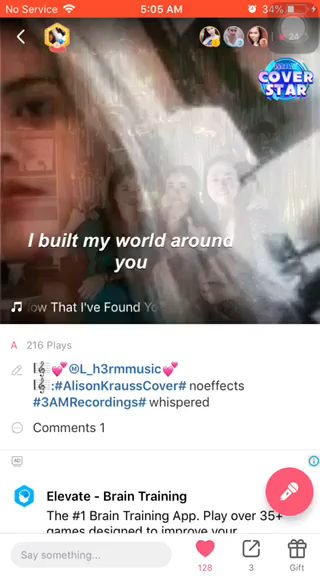 No Service
5:05 AM
34%
24
COVER
STAR
I built my world around
you
ow That I've Found Yo
A 216 Plays
💕Ⓜ️L_h3rmmusic💕
:#AlisonKraussCover# noeffects
#3AMRecordings# whispered
Comments 1
AD
Elevate - Brain Training
The #1 Brain Training App. Play over 35+
games designed to improve your
Say something...
128
3
Gift